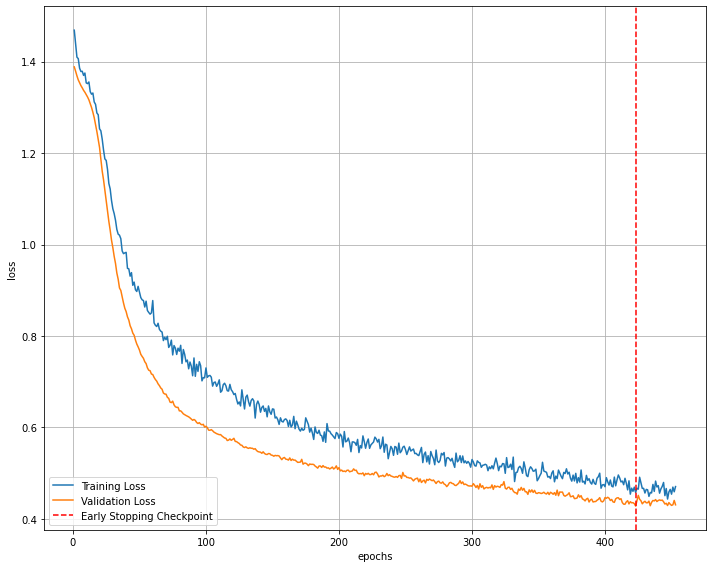 1.4
1.2
1.0
0.8
0.6
0.4
loss
Training Loss
Validation Loss
Early Stopping Checkpoint
0 100 200 300 400
epochs